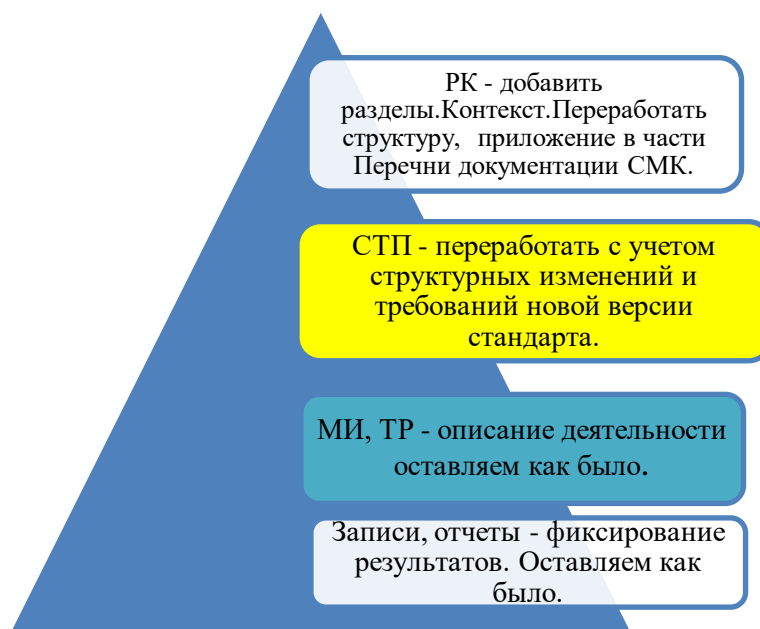 РК - добавить
разделы.Контекст.Переработать
структуру, приложение в части
Перечни документации СМК.
СТП - переработать с учетом
структурных изменений и
требований новой версии
стандарта.
МИ, ТР - описание деятельности
оставляем как было.
Записи, отчеты - фиксирование
результатов. Оставляем как
было.